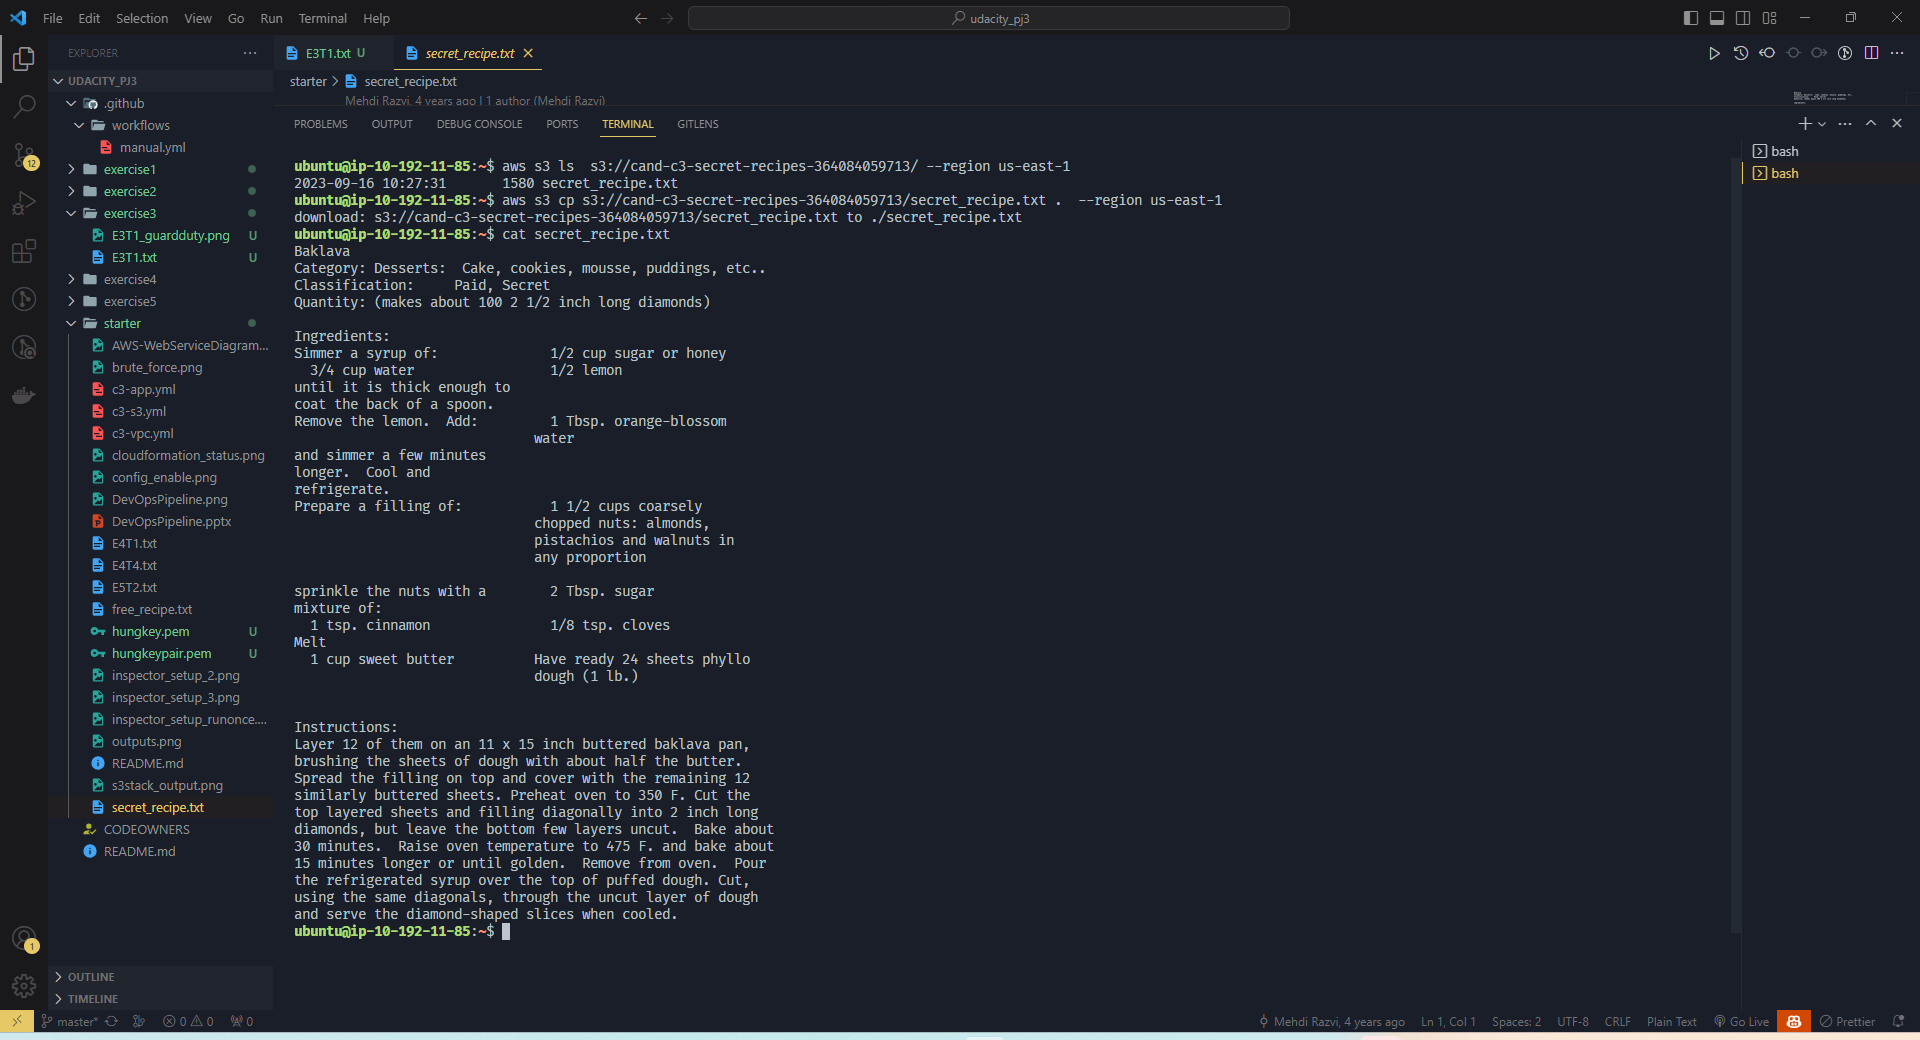 File Edit Selection View Go Run Terminal Help
udacity_pj3
EXPLORER
E3T1.txt U
secret_recipe.txt
UDACITY_PJ3
.github
workflows
manual.yml
exercise1
exercise2
exercise3
E3T1_guardduty.png U
E3T1.txt U
exercise4
exercise5
starter
AWS-WebServiceDiagram...
brute_force.png
c3-app.yml
c3-s3.yml
c3-vpc.yml
cloudformation_status.png
config_enable.png
DevOpsPipeline.png
DevOpsPipeline.pptx
E4T1.txt
E4T4.txt
E5T2.txt
free_recipe.txt
hungkey.pem U
hungkeypair.pem U
inspector_setup_2.png
inspector_setup_3.png
inspector_setup_runonce....
outputs.png
README.md
s3stack_output.png
secret_recipe.txt
CODEOWNERS
README.md
OUTLINE
TIMELINE
12
1
starter > secret_recipe.txt
Mehdi Razvi, 4 years ago | 1 author (Mehdi Razvi)
PROBLEMS OUTPUT DEBUG CONSOLE PORTS TERMINAL GITLENS
bash
bash
ubuntu@ip-10-192-11-85:~$ aws s3 ls  s3://cand-c3-secret-recipes-364084059713/ --region us-east-1
2023-09-16 10:27:31       1580 secret_recipe.txt
ubuntu@ip-10-192-11-85:~$ aws s3 cp s3://cand-c3-secret-recipes-364084059713/secret_recipe.txt .  --region us-east-1
download: s3://cand-c3-secret-recipes-364084059713/secret_recipe.txt to ./secret_recipe.txt
ubuntu@ip-10-192-11-85:~$ cat secret_recipe.txt
Baklava
Category: Desserts:  Cake, cookies, mousse, puddings, etc..
Classification:     Paid, Secret
Quantity: (makes about 100 2 1/2 inch long diamonds)
Ingredients:
Simmer a syrup of:              1/2 cup sugar or honey
  3/4 cup water                 1/2 lemon
until it is thick enough to
coat the back of a spoon.
Remove the lemon.  Add:         1 Tbsp. orange-blossom
                              water
and simmer a few minutes
longer.  Cool and
refrigerate.
Prepare a filling of:           1 1/2 cups coarsely
                              chopped nuts: almonds,
                              pistachios and walnuts in
                              any proportion
sprinkle the nuts with a        2 Tbsp. sugar
mixture of:
  1 tsp. cinnamon               1/8 tsp. cloves
Melt
  1 cup sweet butter          Have ready 24 sheets phyllo
                              dough (1 lb.)
Instructions:
Layer 12 of them on an 11 x 15 inch buttered baklava pan,
brushing the sheets of dough with about half the butter.
Spread the filling on top and cover with the remaining 12
similarly buttered sheets. Preheat oven to 350 F. Cut the
top layered sheets and filling diagonally into 2 inch long
diamonds, but leave the bottom few layers uncut.  Bake about
30 minutes.  Raise oven temperature to 475 F. and bake about
15 minutes longer or until golden.  Remove from oven.  Pour
the refrigerated syrup over the top of puffed dough. Cut,
using the same diagonals, through the uncut layer of dough
and serve the diamond-shaped slices when cooled.
ubuntu@ip-10-192-11-85:~$
master* 0 0 0
Mehdi Razvi, 4 years ago Ln 1, Col 1 Spaces: 2 UTF-8 CRLF Plain Text Go Live Prettier